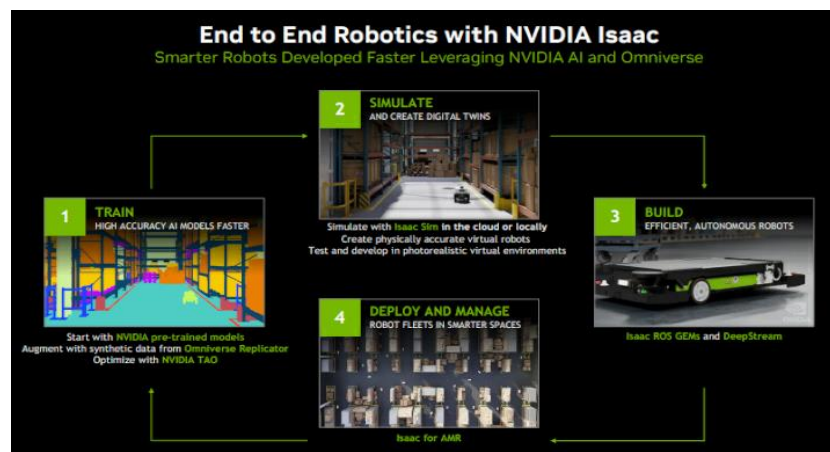 End to End Robotics with NVIDIA Isaac
Smarter Robots Developed Faster Leveraging NVIDIA AI and Omniverse
1
TRAIN
HIGH ACCURACY AI MODELS FASTER
Start with NVIDIA pre-trained models
Augment with synthetic data from Omniverse Replicator
Optimize with NVIDIA TAO
2
SIMULATE
AND CREATE DIGITAL TWINS
Simulate with Isaac Sim in the cloud or locally
Create physically accurate virtual robots
Test and develop in photorealistic virtual environments
3
BUILD
EFFICIENT, AUTONOMOUS ROBOTS
Isaac ROS GEMs and DeepStream
4
DEPLOY AND MANAGE
ROBOT FLEETS IN SMARTER SPACES
Isaac for AMR